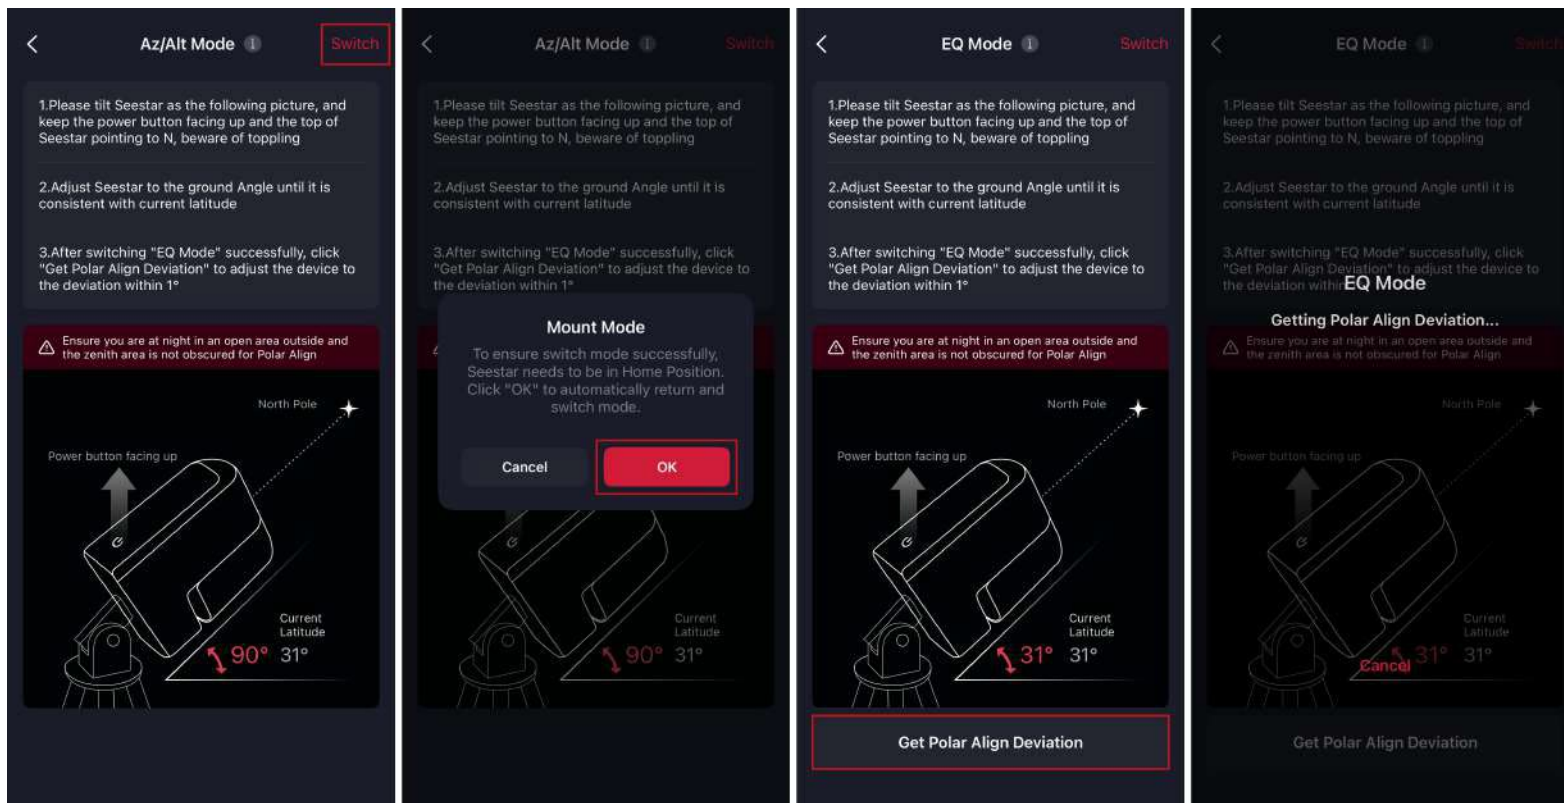 Az/Alt Mode
Switch
1.Please tilt Seestar as the following picture, and
keep the power button facing up and the top of
Seestar pointing to N, beware of toppling
2.Adjust Seestar to the ground Angle until it is
consistent with current latitude
3.After switching "EQ Mode" successfully, click
"Get Polar Align Deviation" to adjust the device to
the deviation within 1°
Ensure you are at night in an open area outside and
the zenith area is not obscured for Polar Align
North Pole
Power button facing up
Current
Latitude
90° 31°
Az/Alt Mode
Switch
1.Please tilt Seestar as the following picture, and
keep the power button facing up and the top of
Seestar pointing to N, beware of toppling
2.Adjust Seestar to the ground Angle until it is
consistent with current latitude
3.After switching "EQ Mode" successfully, click
"Get Polar Align Deviation" to adjust the device to
the deviation within 1°
Mount Mode
To ensure switch mode successfully,
Seestar needs to be in Home Position.
Click "OK" to automatically return and
switch mode.
Cancel
OK
Current
Latitude
90° 31°
EQ Mode
Switch
1.Please tilt Seestar as the following picture, and
keep the power button facing up and the top of
Seestar pointing to N, beware of toppling
2.Adjust Seestar to the ground Angle until it is
consistent with current latitude
3.After switching "EQ Mode" successfully, click
"Get Polar Align Deviation" to adjust the device to
the deviation within 1°
Ensure you are at night in an open area outside and
the zenith area is not obscured for Polar Align
North Pole
Power button facing up
Current
Latitude
31° 31°
Get Polar Align Deviation
EQ Mode
Switch
1.Please tilt Seestar as the following picture, and
keep the power button facing up and the top of
Seestar pointing to N, beware of toppling
2.Adjust Seestar to the ground Angle until it is
consistent with current latitude
3.After switching "EQ Mode" successfully, click
"Get Polar Align Deviation" to adjust the device to
the deviation within
EQ Mode
Getting Polar Align Deviation...
Ensure you are at night in an open area outside and
the zenith area is not obscured for Polar Align
North Pole
Power button facing up
Current
Latitude
Cancel
31° 31°
Get Polar Align Deviation